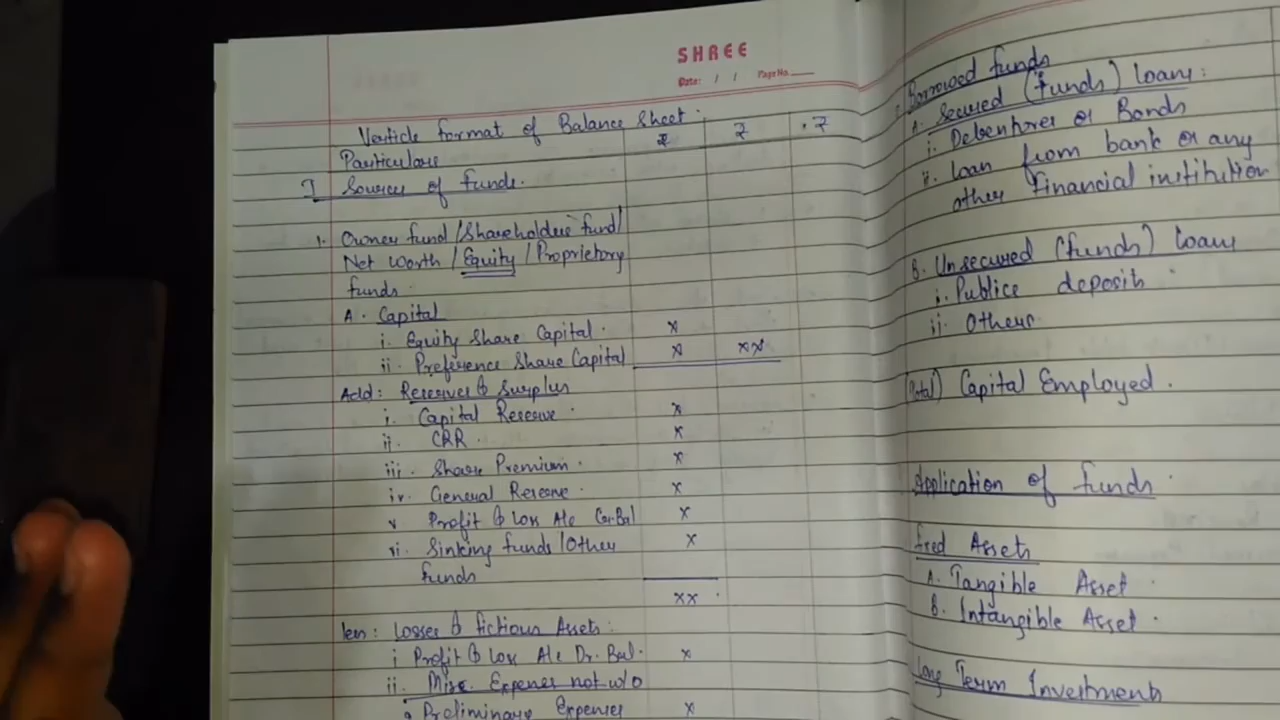 SHREE
Date: / / Page No.
Verticle format of Balance Sheet:
Particulars ₹ ₹ ₹
I Sources of funds.
1. Owners fund / Shareholders fund /
Net worth / Equity / Proprietory
funds.
A. Capital
i. Equity Share Capital. x
ii. Preference Share Capital x xx
Add: Reserves & Surplus
i. Capital Reserve. x
ii. CRR. x
iii. Share Premium. x
iv. General Reserve. x
v Profit & Loss A/c Cr. Bal x
vi. Sinking funds / Other x
funds
xx.
less: Losses & fictious Assets:
i Profit & Loss A/c Dr. Bal. x
ii. Misc. Expenses not w/o
Preliminary Expenses x
Borrowed funds
A. Secured (funds) loans:
i. Debentures or Bonds
ii. Loan from bank or any
other financial institution
B. Unsecured (funds) loans
i. Publice deposits
ii. Others
Capital Employed.
Application of funds.
Assets
A. Tangible Asset.
B. Intangible Asset.
Long Term Investments